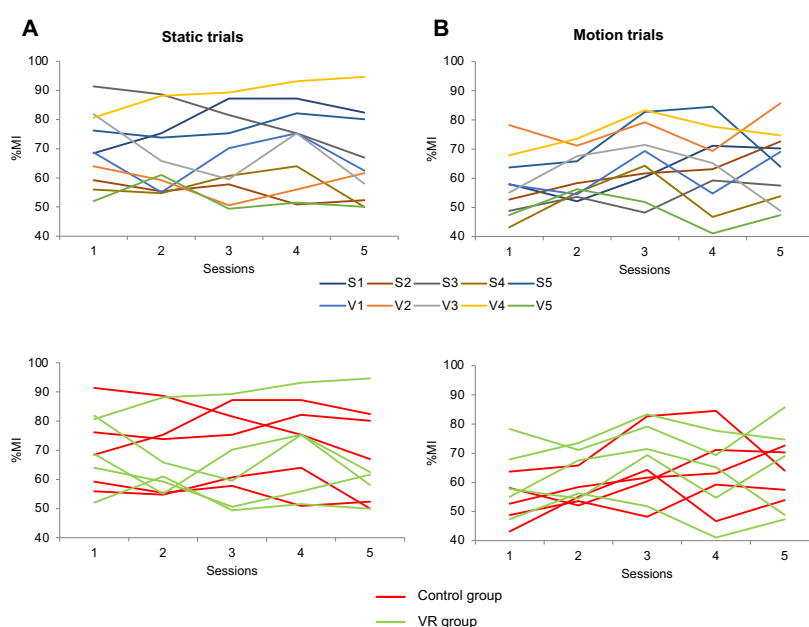 A
B
Static trials
Motion trials
100
90
80
70
60
50
40
%MI
1 2 3 4 5
Sessions
100
90
80
70
60
50
40
%MI
1 2 3 4 5
Sessions
S1 S2 S3 S4 S5
V1 V2 V3 V4 V5
100
90
80
70
60
50
40
%MI
1 2 3 4 5
Sessions
100
90
80
70
60
50
40
%MI
1 2 3 4 5
Sessions
Control group
VR group